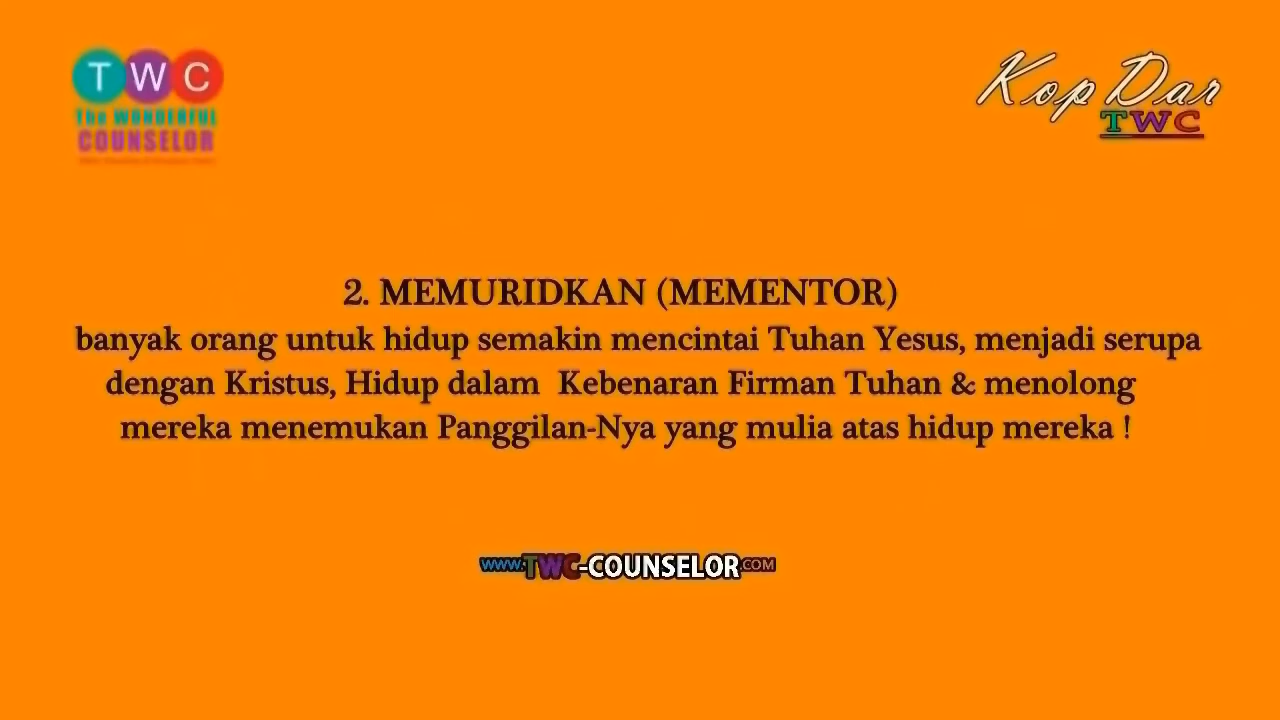 TWC
The WONDERFUL
COUNSELOR
Kop Dar
TWC
2. MEMURIDKAN (MEMENTOR)
banyak orang untuk hidup semakin mencintai Tuhan Yesus, menjadi serupa
dengan Kristus, Hidup dalam Kebenaran Firman Tuhan & menolong
mereka menemukan Panggilan-Nya yang mulia atas hidup mereka !
www.TWC-COUNSELOR.COM